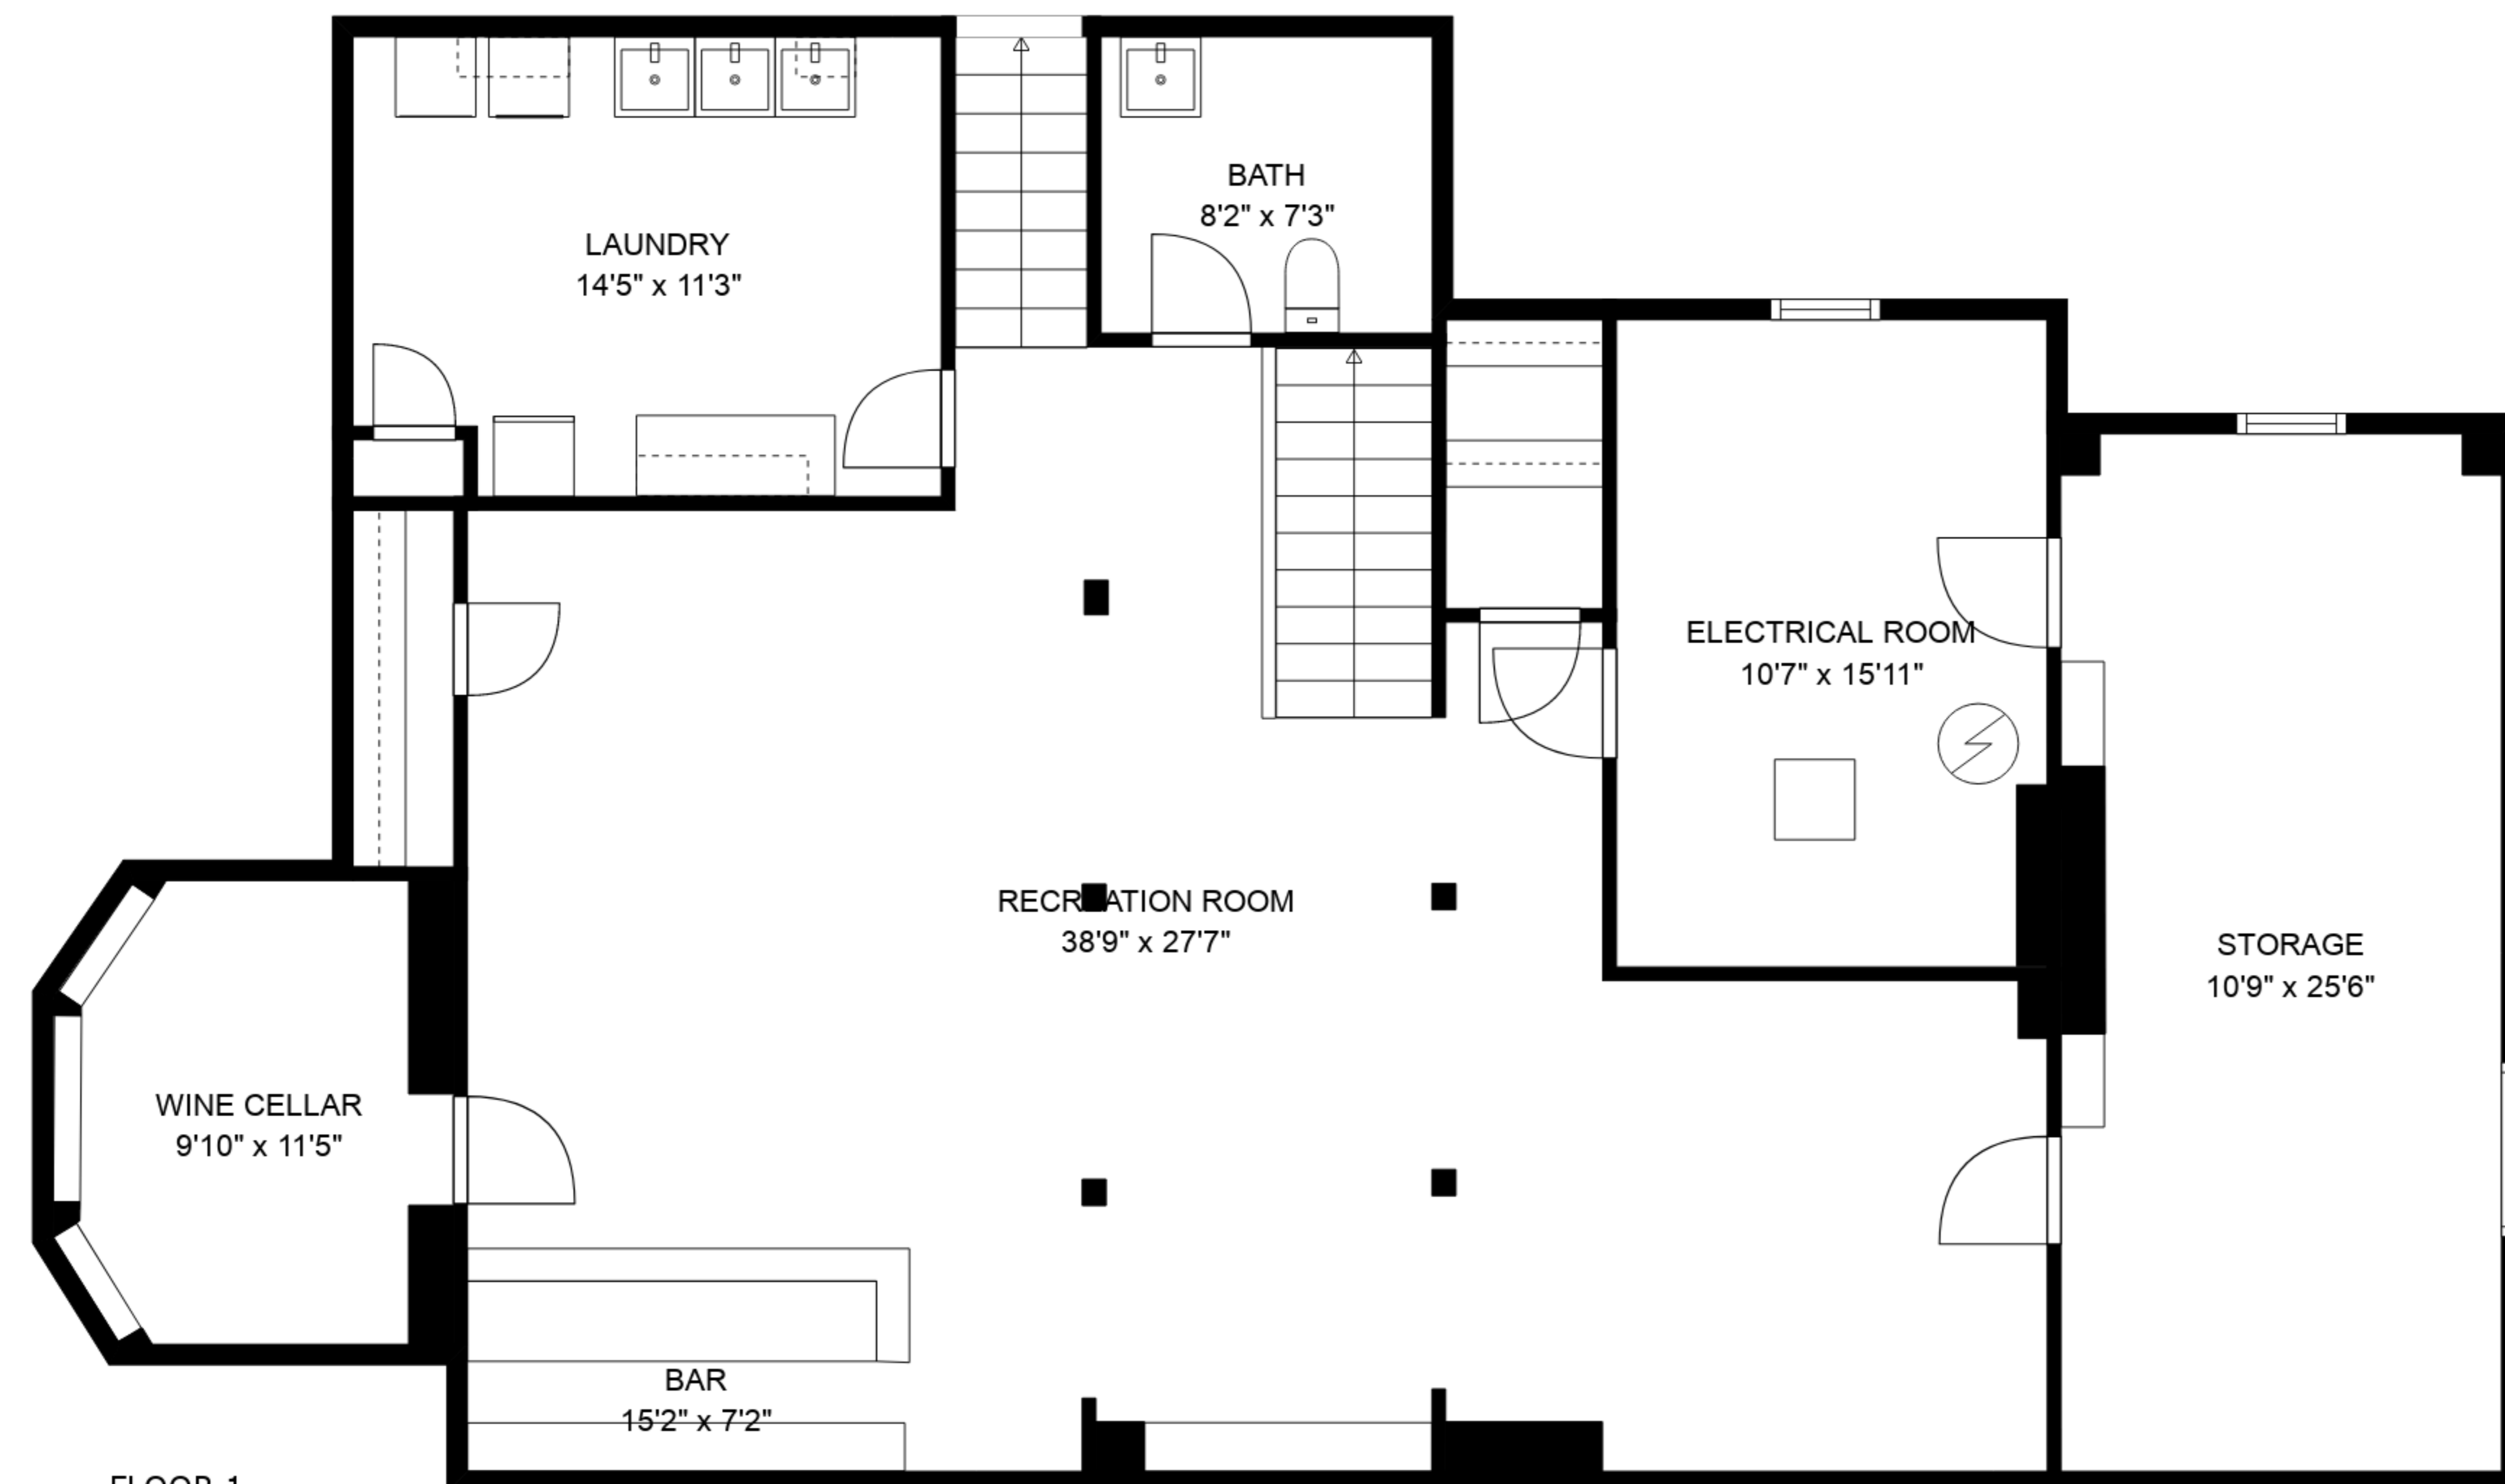 BATH
8'2" x 7'3"
LAUNDRY
14'5" x 11'3"
ELECTRICAL ROOM
10'7" x 15'11"
RECREATION ROOM
38'9" x 27'7"
STORAGE
10'9" x 25'6"
WINE CELLAR
9'10" x 11'5"
BAR
15'2" x 7'2"
FLOOR 1